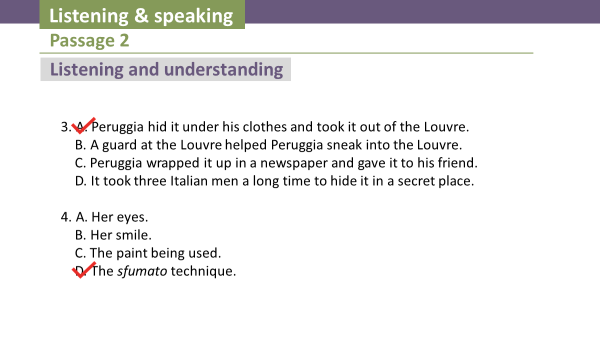 Listening & speaking
Passage 2
Listening and understanding
3. A. Peruggia hid it under his clothes and took it out of the Louvre.
B. A guard at the Louvre helped Peruggia sneak into the Louvre.
C. Peruggia wrapped it up in a newspaper and gave it to his friend.
D. It took three Italian men a long time to hide it in a secret place.
4. A. Her eyes.
B. Her smile.
C. The paint being used.
D. The sfumato technique.